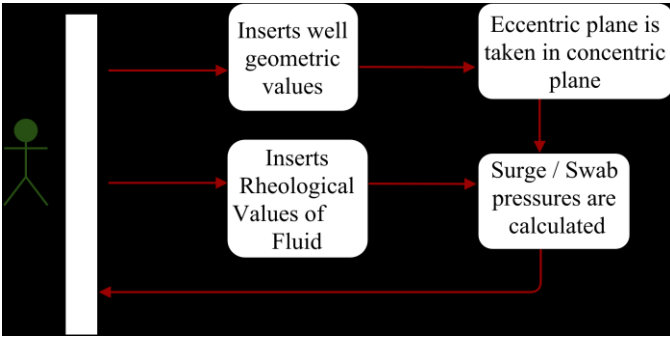 Inserts well
geometric
values
Eccentric plane is
taken in concentric
plane
Inserts
Rheological
Values of
Fluid
Surge / Swab
pressures are
calculated